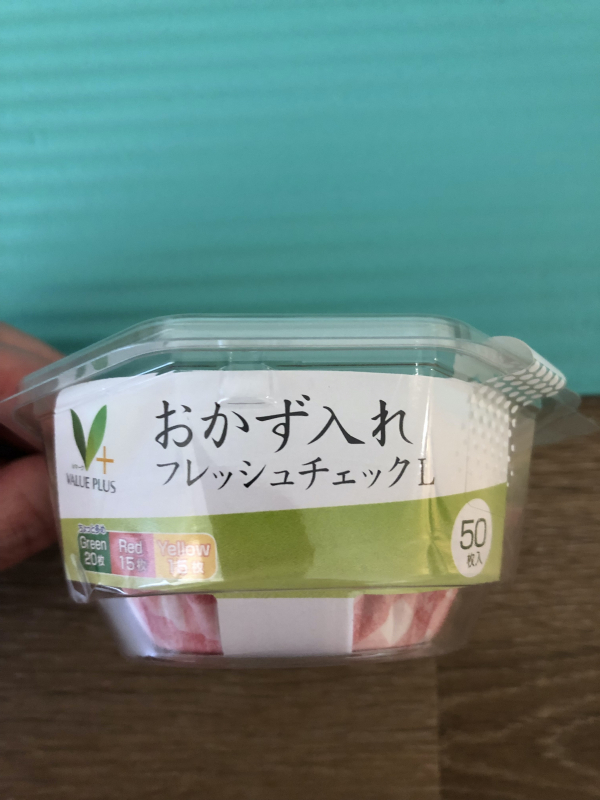 おかず入れ
フレッシュチェックL
V+
VALUE PLUS
Green
20枚
Red
15枚
Yellow
15枚
50
枚入